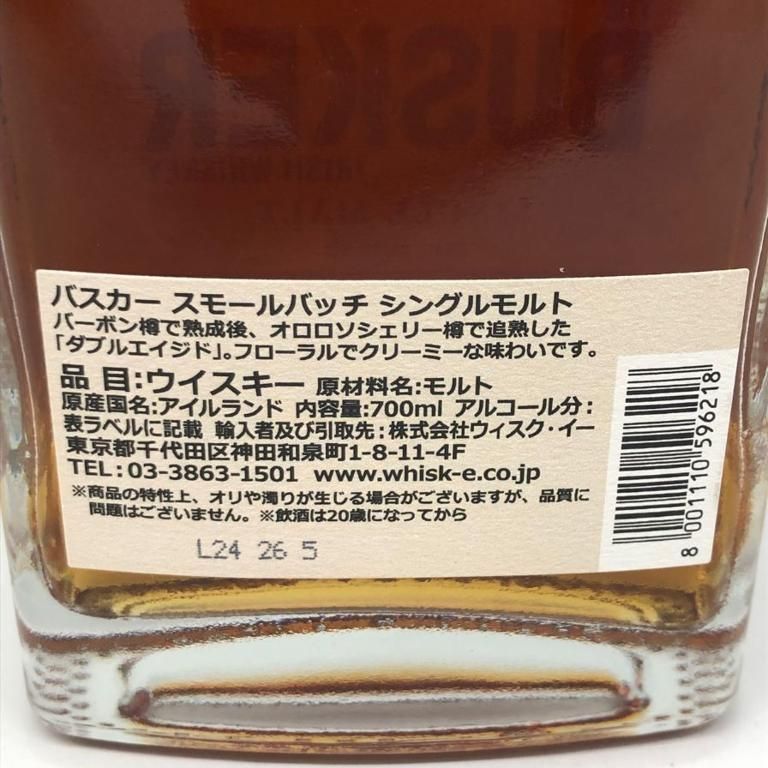 BUSKER
IRISH WHISKEY
バスカー スモールバッチ シングルモルト
バーボン樽で熟成後、オロロソシェリー樽で追熟した
「ダブルエイジド」。フローラルでクリーミーな味わいです。
品 目:ウイスキー 原材料名:モルト
原産国名:アイルランド 内容量:700ml アルコール分:
表ラベルに記載 輸入者及び引取先:株式会社ウィスク・イー
東京都千代田区神田和泉町1-8-11-4F
TEL:03-3863-1501 www.whisk-e.co.jp
※商品の特性上、オリや濁りが生じる場合がございますが、品質に
問題はございません。※飲酒は20歳になってから
L24 26 5
8 001110 596218